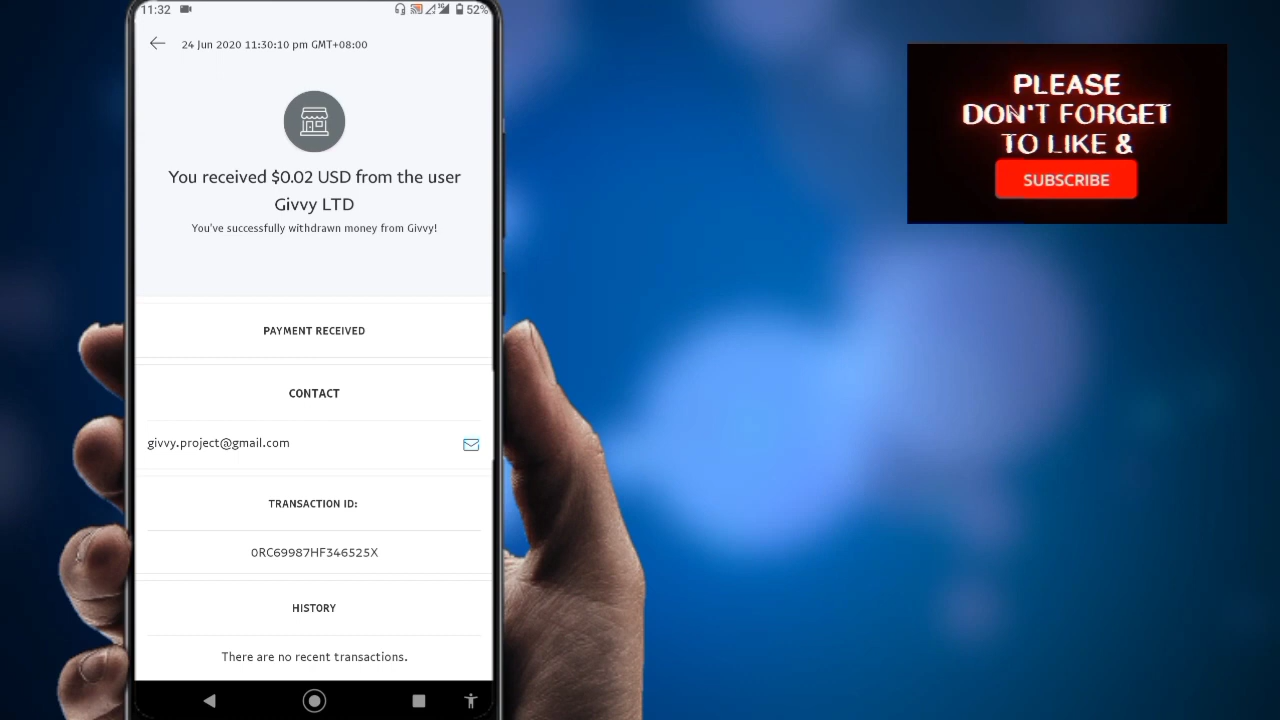 11:32
52%
24 Jun 2020 11:30:10 pm GMT+08:00
You received $0.02 USD from the user
Givvy LTD
You've successfully withdrawn money from Givvy!
PAYMENT RECEIVED
CONTACT
givvy.project@gmail.com
TRANSACTION ID:
0RC69987HF346525X
HISTORY
There are no recent transactions.
PLEASE
DON'T FORGET
TO LIKE &
SUBSCRIBE